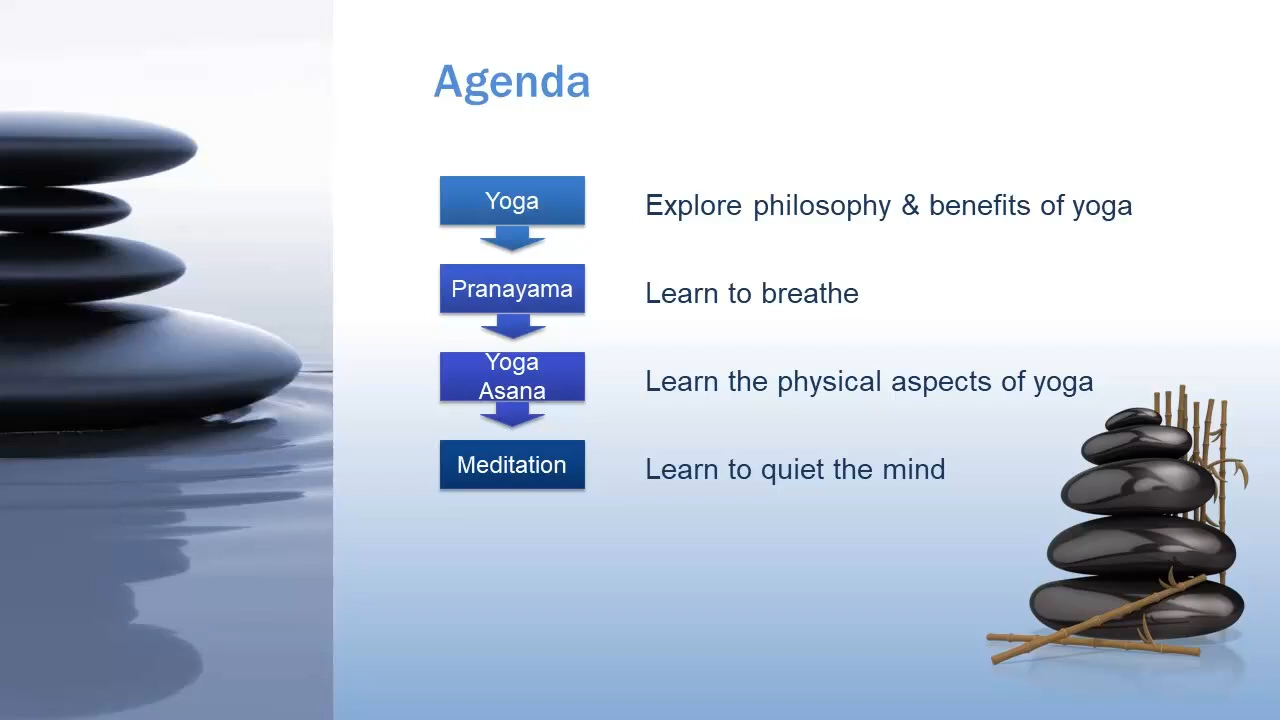 Agenda
Yoga
Explore philosophy & benefits of yoga
Pranayama
Learn to breathe
Yoga
Asana
Learn the physical aspects of yoga
Meditation
Learn to quiet the mind